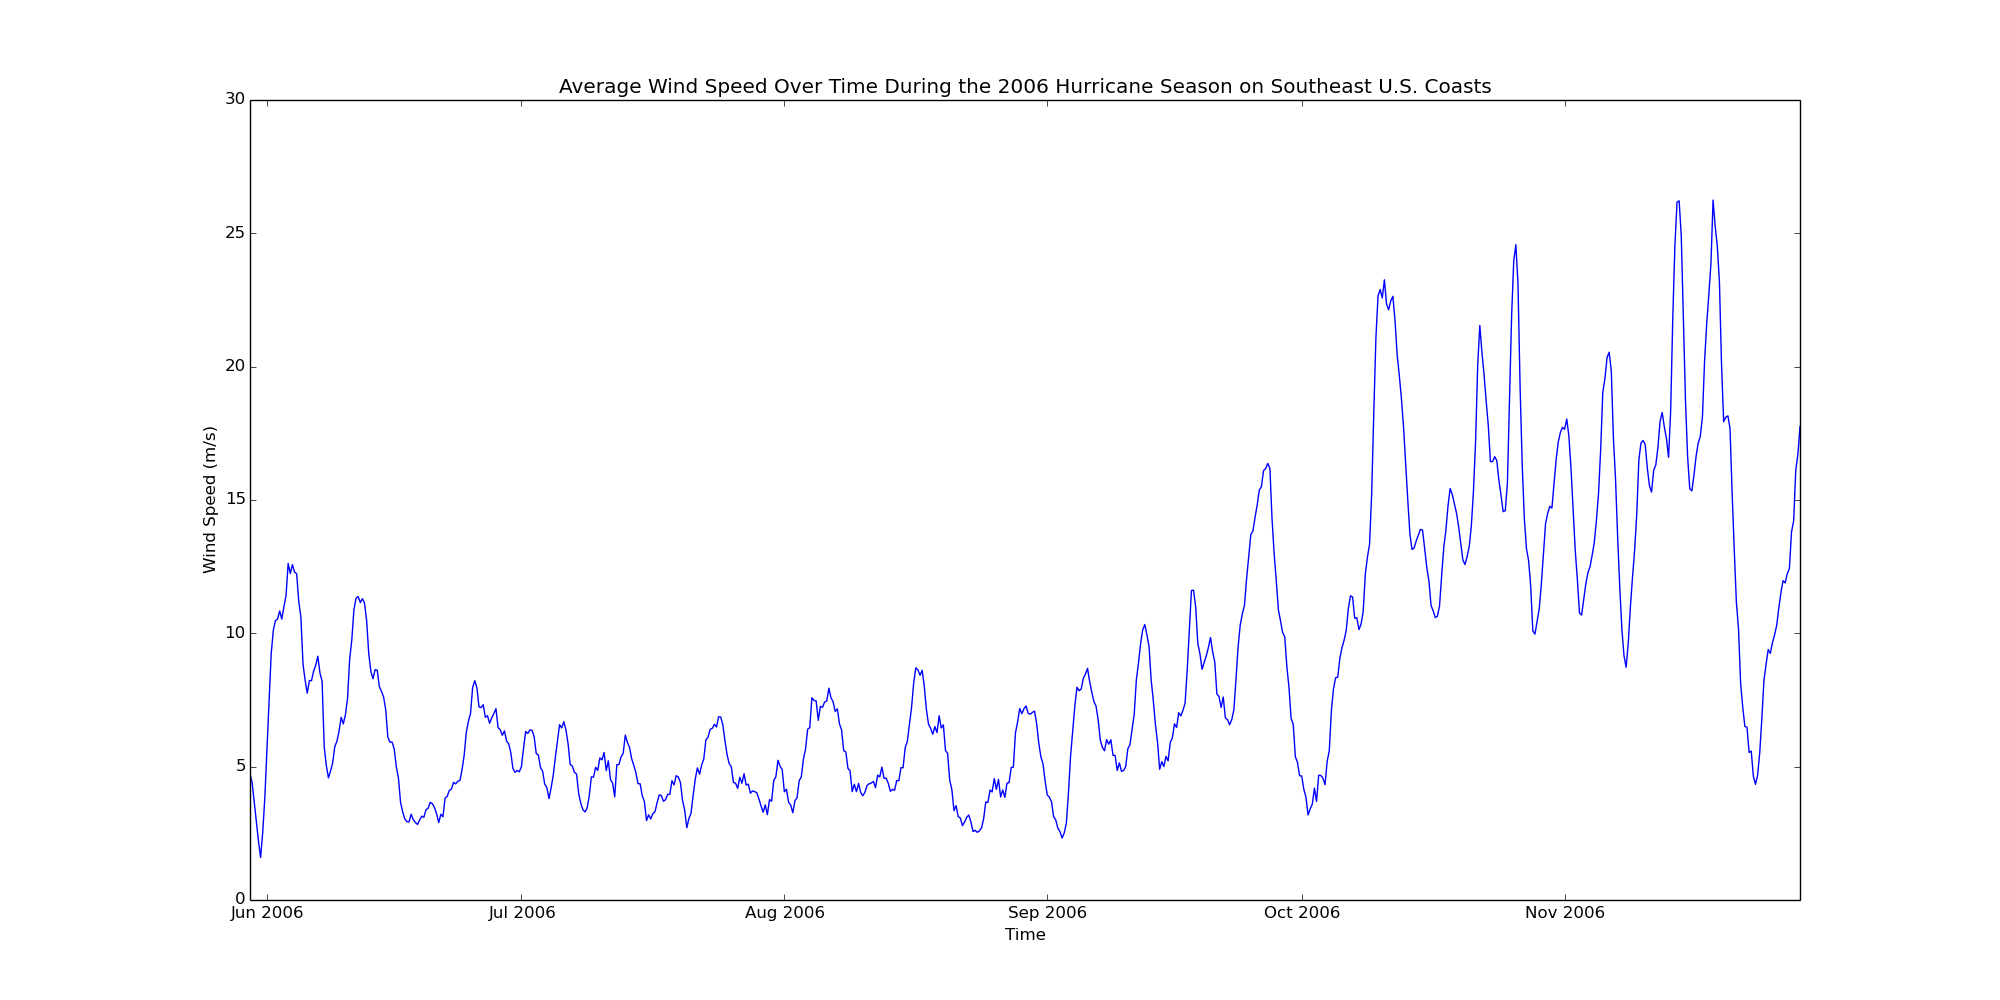 Average Wind Speed Over Time During the 2006 Hurricane Season on Southeast U.S. Coasts
30
25
20
15
10
5
0
Wind Speed (m/s)
Jun 2006 Jul 2006 Aug 2006 Sep 2006 Oct 2006 Nov 2006
Time